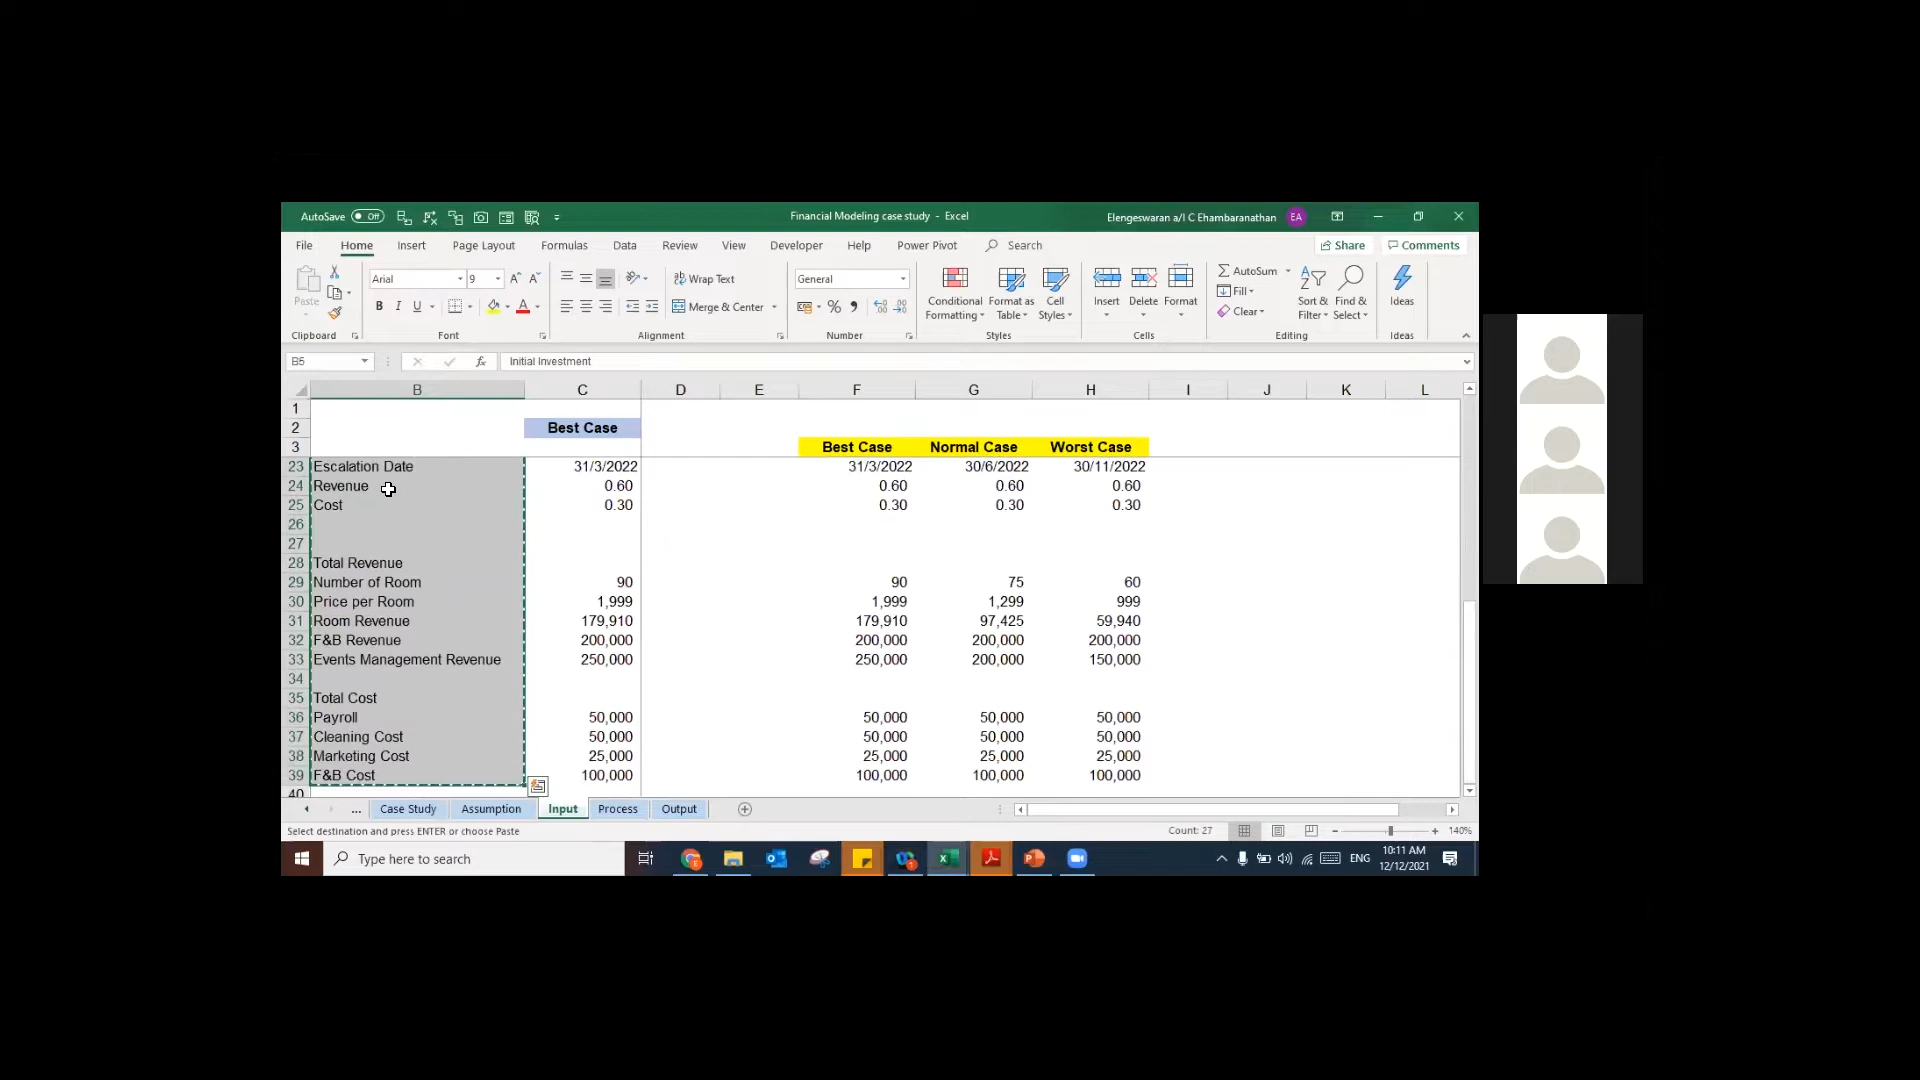 AutoSave Off Financial Modeling case study - Excel Elengeswaran a/l C Ehambaranathan EA
File Home Insert Page Layout Formulas Data Review View Developer Help Power Pivot Search Share Comments
Paste Arial 9 Wrap Text General Conditional Formatting Format as Table Cell Styles Insert Delete Format AutoSum Sort & Filter Find & Select Ideas
B I U Merge & Center % Fill
Clear
Clipboard Font Alignment Number Styles Cells Editing Ideas
B5 fx Initial Investment
B C D E F G H I J K L
1
2 Best Case
3 Best Case Normal Case Worst Case
23 Escalation Date 31/3/2022 31/3/2022 30/6/2022 30/11/2022
24 Revenue 0.60 0.60 0.60 0.60
25 Cost 0.30 0.30 0.30 0.30
26
27
28 Total Revenue
29 Number of Room 90 90 75 60
30 Price per Room 1,999 1,999 1,299 999
31 Room Revenue 179,910 179,910 97,425 59,940
32 F&B Revenue 200,000 200,000 200,000 200,000
33 Events Management Revenue 250,000 250,000 200,000 150,000
34
35 Total Cost
36 Payroll 50,000 50,000 50,000 50,000
37 Cleaning Cost 50,000 50,000 50,000 50,000
38 Marketing Cost 25,000 25,000 25,000 25,000
39 F&B Cost 100,000 100,000 100,000 100,000
40
... Case Study Assumption Input Process Output
Select destination and press ENTER or choose Paste Count: 27 140%
Type here to search ENG 10:11 AM
12/12/2021